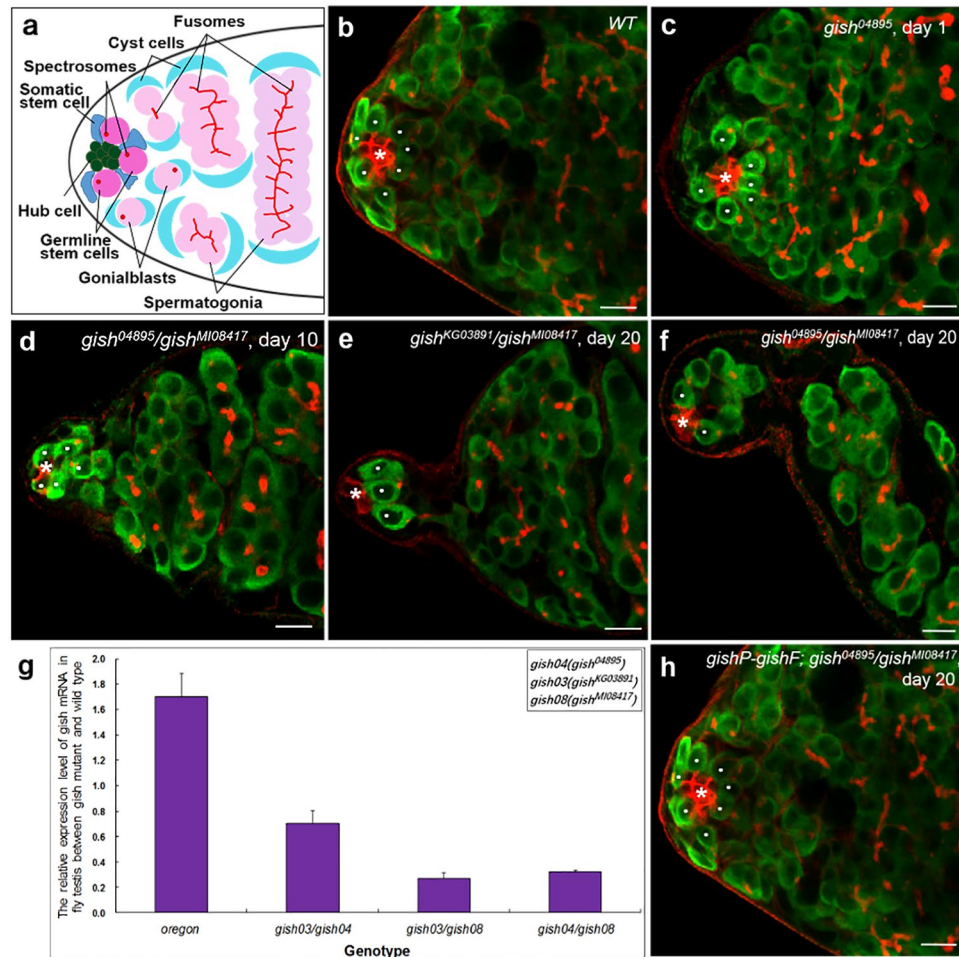 a
Fusomes
Cyst cells
Spectrosomes
Somatic
stem cell
Hub cell
Germline
stem cells
Gonialblasts
Spermatogonia
b
WT
*
c
gish04895, day 1
*
d
gish04895/gishMI08417, day 10
*
e
gishKG03891/gishMI08417, day 20
*
f
gish04895/gishMI08417, day 20
*
g
The relative expression level of gish mRNA in
fly testis between gish mutant and wild type
2.0
1.8
1.6
1.4
1.2
1.0
0.8
0.6
0.4
0.2
0.0
gish04(gish04895)
gish03(gishKG03891)
gish08(gishMI08417)
oregon
gish03/gish04
gish03/gish08
gish04/gish08
Genotype
h
gishP-gishF; gish04895/gishMI08417,
day 20
*